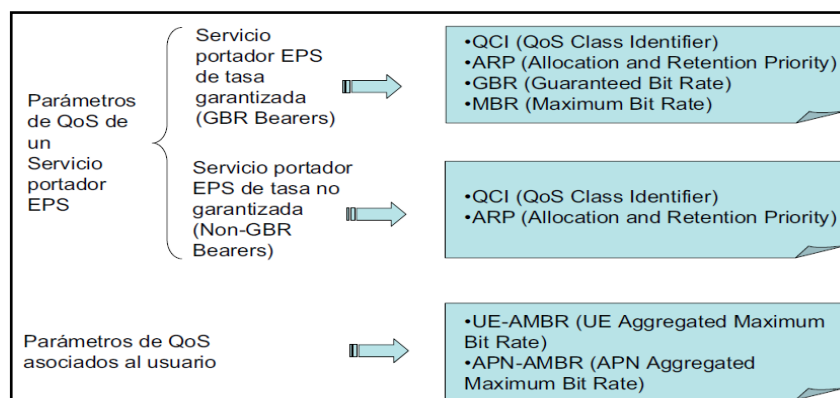 Parámetros
de QoS de
un
Servicio
portador
EPS
Servicio
portador EPS
de tasa
garantizada
(GBR Bearers)
•QCI (QoS Class Identifier)
•ARP (Allocation and Retention Priority)
•GBR (Guaranteed Bit Rate)
•MBR (Maximum Bit Rate)
Servicio portador
EPS de tasa no
garantizada
(Non-GBR
Bearers)
•QCI (QoS Class Identifier)
•ARP (Allocation and Retention Priority)
Parámetros de QoS
asociados al usuario
•UE-AMBR (UE Aggregated Maximum
Bit Rate)
•APN-AMBR (APN Aggregated
Maximum Bit Rate)